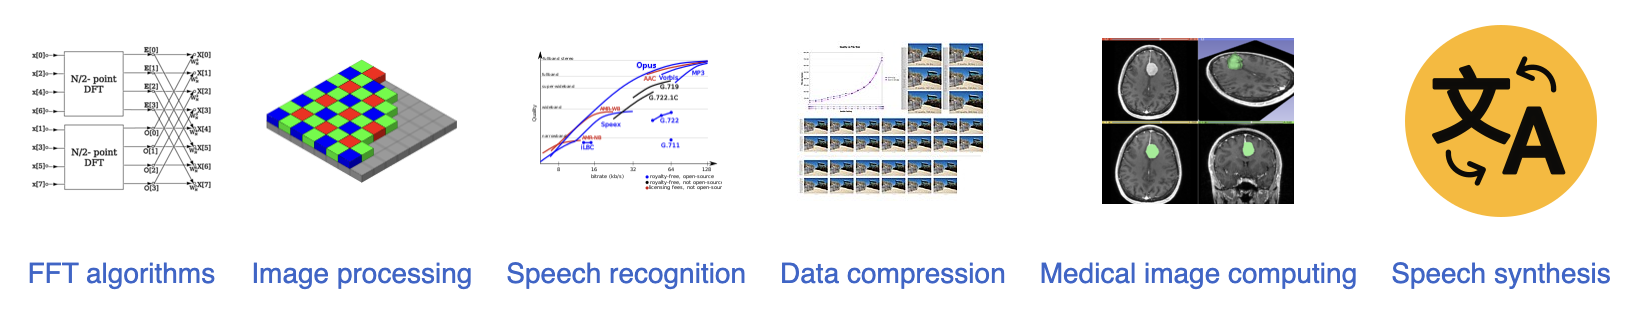 x[0]
x[2]
x[4]
x[6]
N/2- point
DFT
E[0]
E[1]
E[2]
E[3]
x[1]
x[3]
x[5]
x[7]
N/2- point
DFT
O[0]
O[1]
O[2]
O[3]
X[0]
X[1]
X[2]
X[3]
X[4]
X[5]
X[6]
X[7]
Quality
fullband stereo
fullband
superwideband
wideband
narrowband
Opus
AAC
Vorbis
MP3
G.719
G.722.1C
AMR-WB
Speex
G.722
AMR-NB
iLBC
G.711
8
16
32
64
128
bitrate (kb/s)
royalty-free, open-source
royalty-free, not open-sourc
licensing fees, not open-sour
文
A
FFT algorithms
Image processing
Speech recognition
Data compression
Medical image computing
Speech synthesis